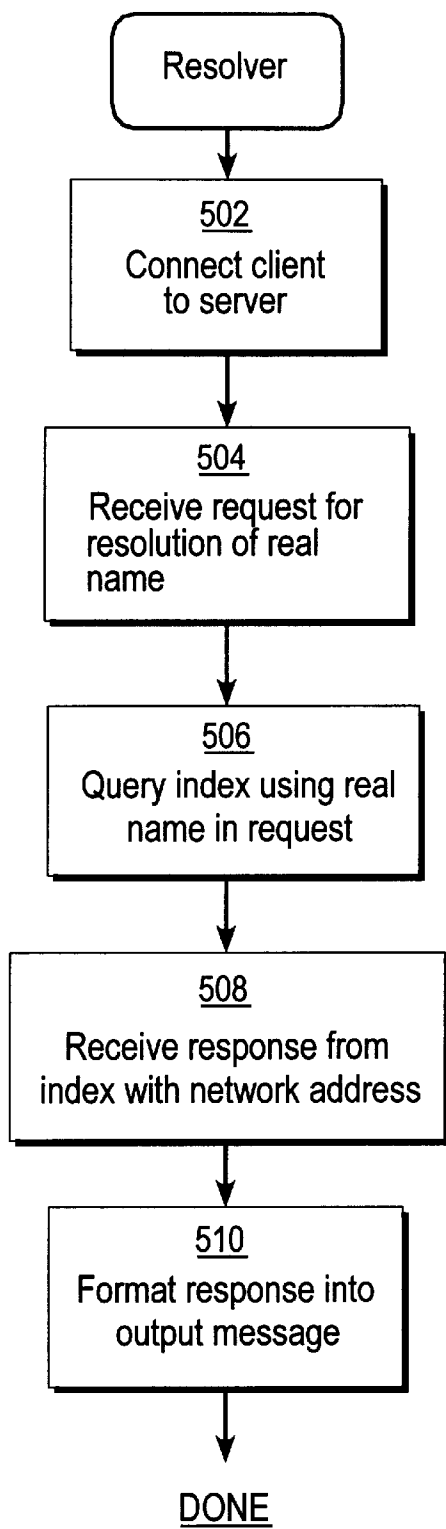 Resolver
502
Connect client
to server
504
Receive request for
resolution of real
name
506
Query index using real
name in request
508
Receive response from
index with network address
510
Format response into
output message
DONE